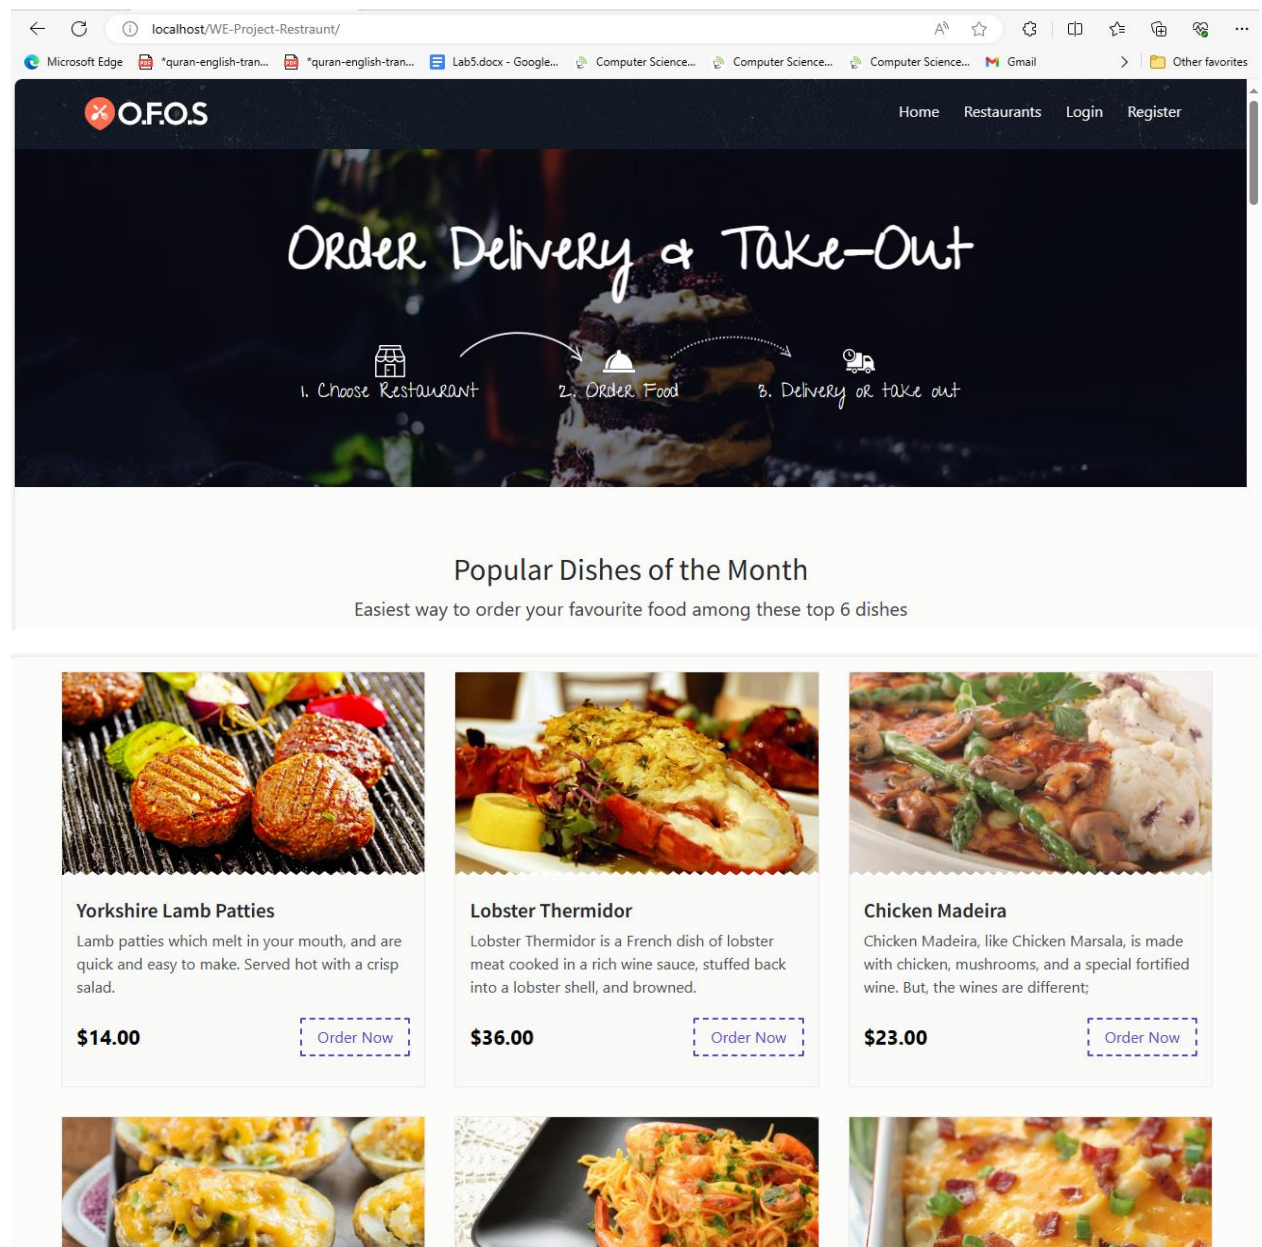 localhost/WE-Project-Restraunt/
Microsoft Edge
*quran-english-tran...
*quran-english-tran...
Lab5.docx - Google...
Computer Science...
Computer Science...
Computer Science...
Gmail
Other favorites
O.F.O.S
Home
Restaurants
Login
Register
Order Delivery & Take-Out
1. Choose Restaurant
2. Order Food
3. Delivery or take out
Popular Dishes of the Month
Easiest way to order your favourite food among these top 6 dishes
Yorkshire Lamb Patties
Lamb patties which melt in your mouth, and are
quick and easy to make. Served hot with a crisp
salad.
$14.00
Order Now
Lobster Thermidor
Lobster Thermidor is a French dish of lobster
meat cooked in a rich wine sauce, stuffed back
into a lobster shell, and browned.
$36.00
Order Now
Chicken Madeira
Chicken Madeira, like Chicken Marsala, is made
with chicken, mushrooms, and a special fortified
wine. But, the wines are different;
$23.00
Order Now